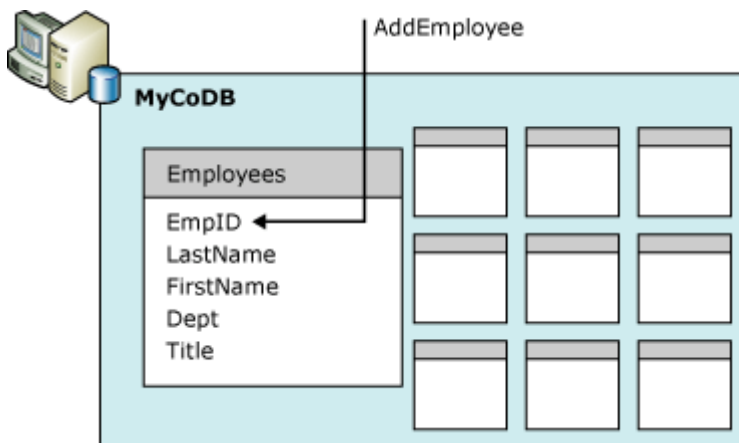 AddEmployee
MyCoDB
Employees
EmpID
LastName
FirstName
Dept
Title